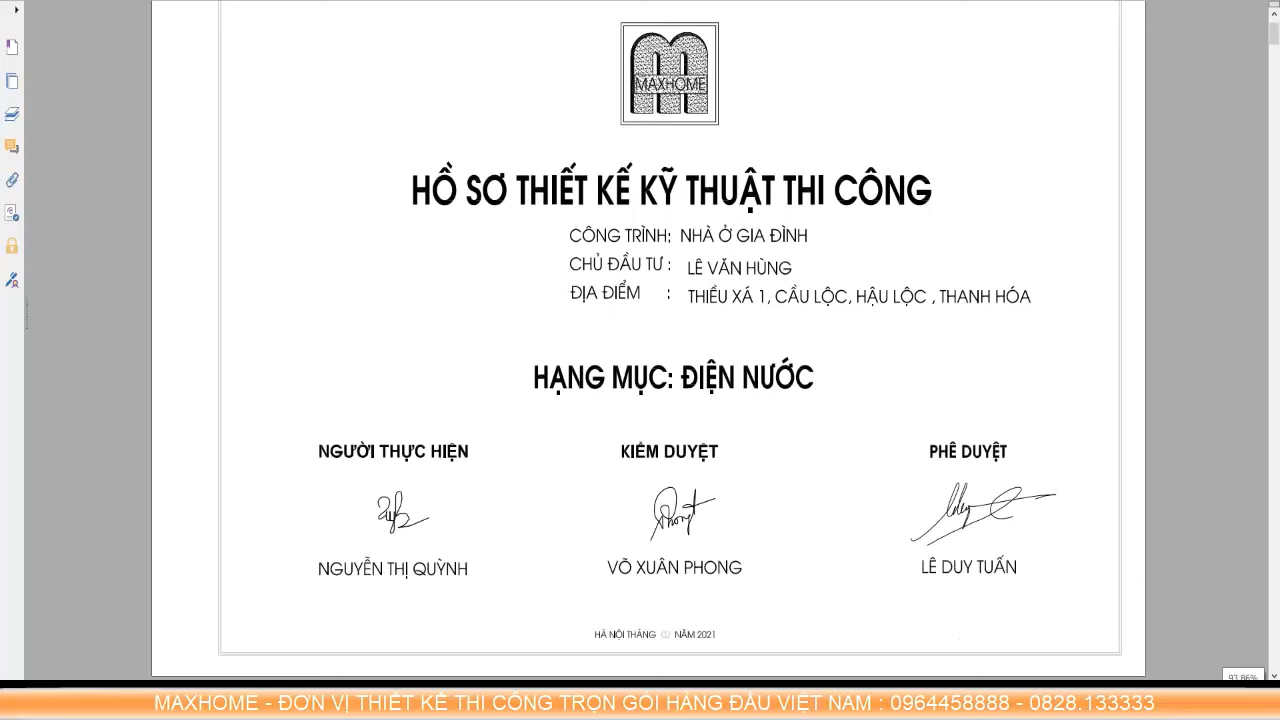 MAXHOME
HỒ SƠ THIẾT KẾ KỸ THUẬT THI CÔNG
CÔNG TRÌNH: NHÀ Ở GIA ĐÌNH
CHỦ ĐẦU TƯ : LÊ VĂN HÙNG
ĐỊA ĐIỂM : THIỀU XÁ 1, CẦU LỘC, HẬU LỘC , THANH HÓA
HẠNG MỤC: ĐIỆN NƯỚC
NGƯỜI THỰC HIỆN KIỂM DUYỆT PHÊ DUYỆT
Phong
NGUYỄN THỊ QUỲNH VÕ XUÂN PHONG LÊ DUY TUẤN
HÀ NỘI THÁNG 02 NĂM 2021
93,86%
MAXHOME - ĐƠN VỊ THIẾT KẾ THI CÔNG TRỌN GÓI HÀNG ĐẦU VIỆT NAM : 0964458888 - 0828.133333